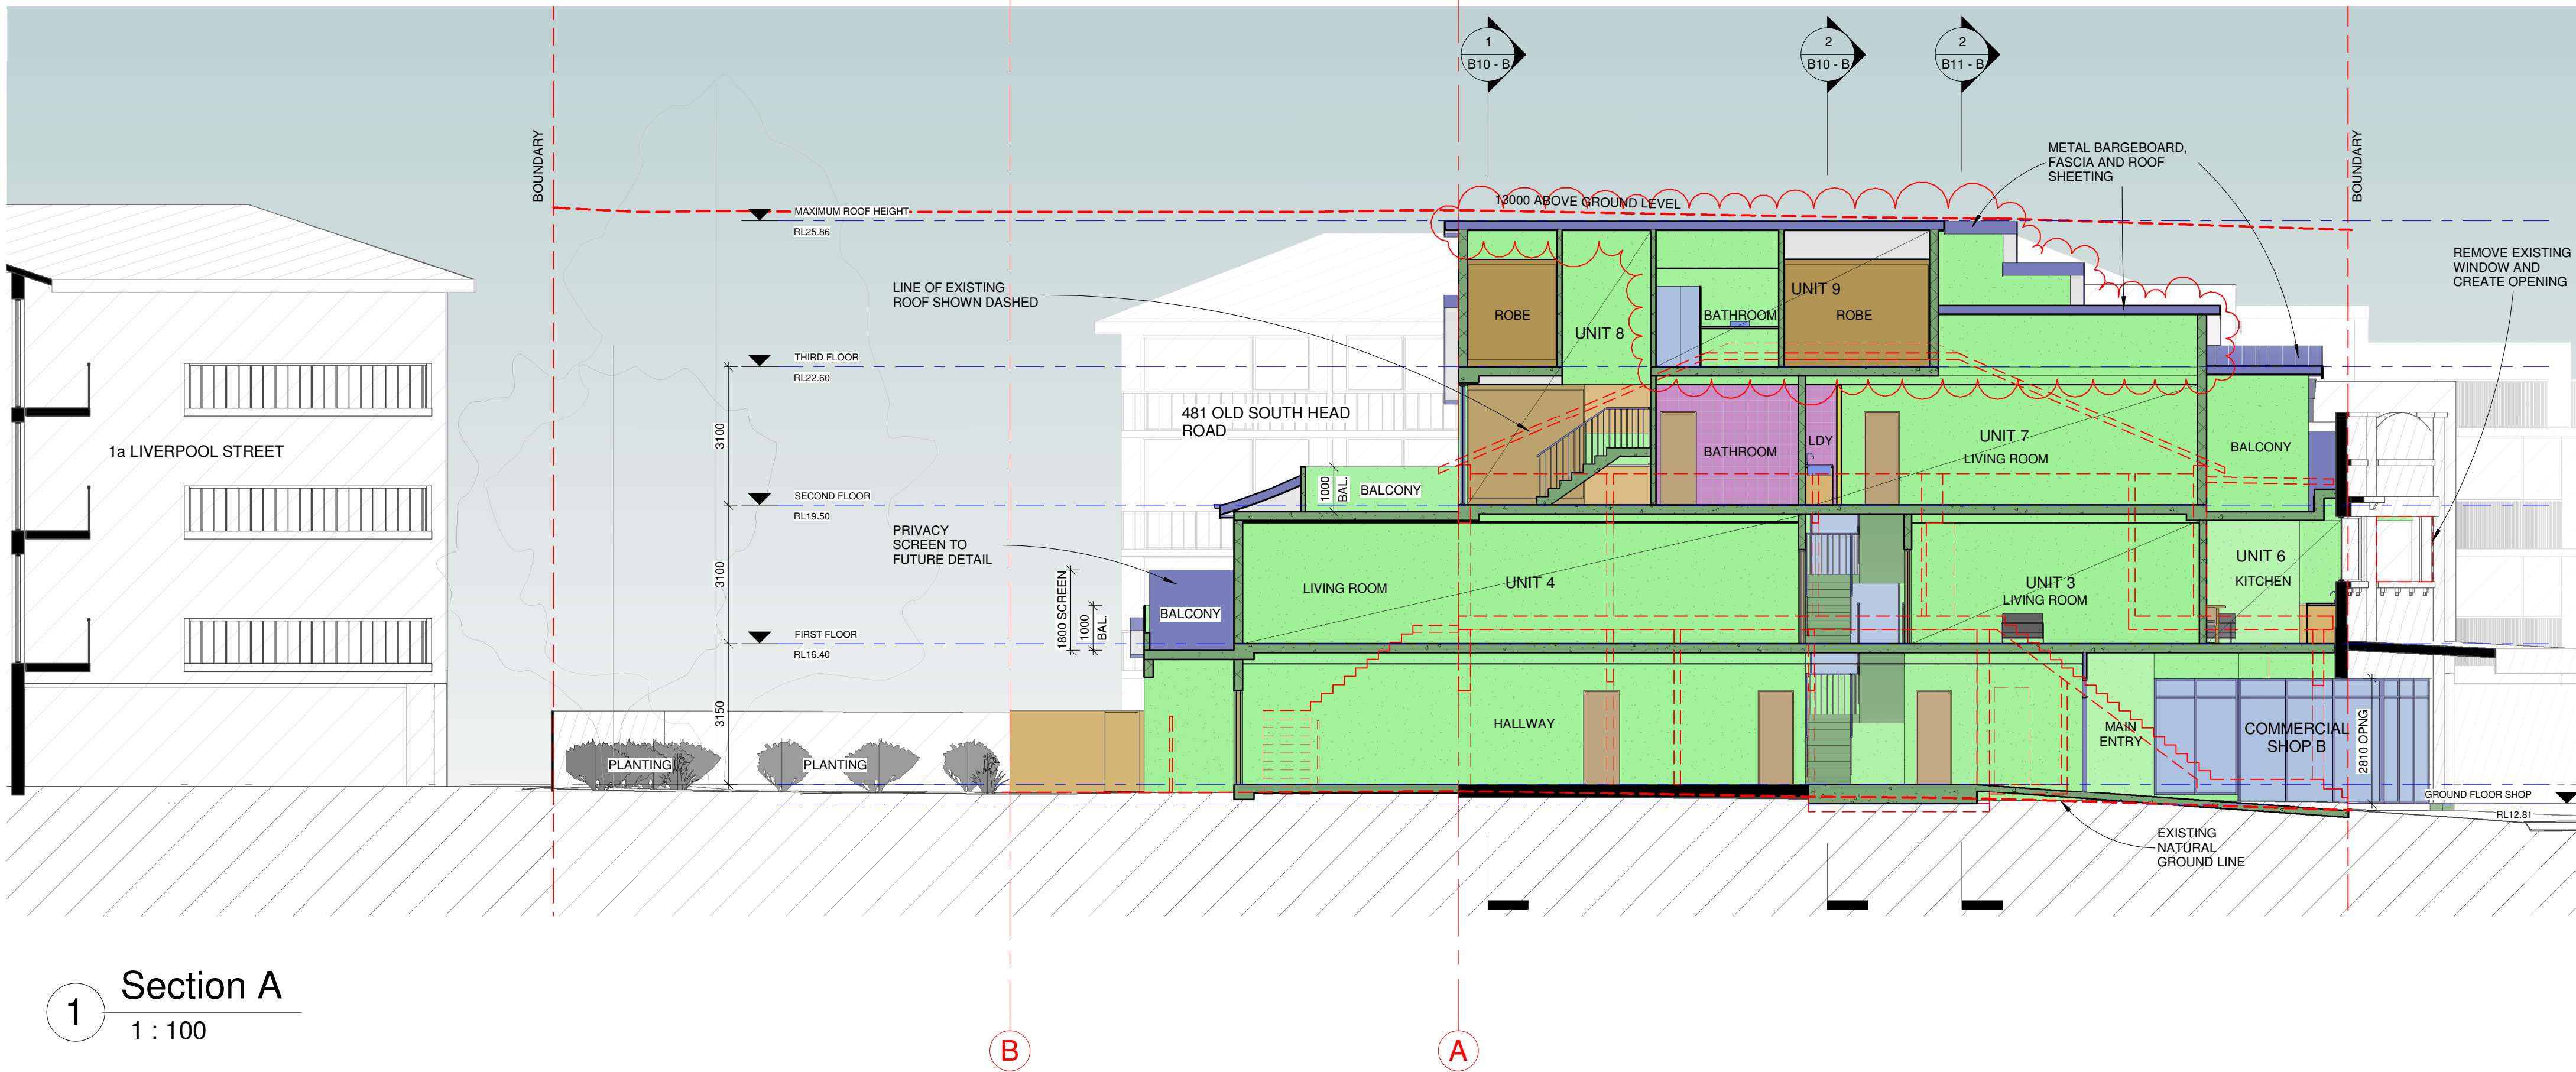 1
B10 - B
2
B10 - B
2
B11 - B
BOUNDARY
METAL BARGEBOARD,
FASCIA AND ROOF
SHEETING
BOUNDARY
13000 ABOVE GROUND LEVEL
MAXIMUM ROOF HEIGHT
RL25.86
REMOVE EXISTING
WINDOW AND
CREATE OPENING
LINE OF EXISTING
ROOF SHOWN DASHED
UNIT 9
ROBE
BATHROOM
ROBE
UNIT 8
THIRD FLOOR
RL22.60
481 OLD SOUTH HEAD
ROAD
3100
1a LIVERPOOL STREET
BATHROOM
LDY
UNIT 7
LIVING ROOM
BALCONY
1000
BAL.
BALCONY
SECOND FLOOR
RL19.50
PRIVACY
SCREEN TO
FUTURE DETAIL
3100
1800 SCREEN
1000
BAL.
BALCONY
LIVING ROOM
UNIT 4
UNIT 3
LIVING ROOM
UNIT 6
KITCHEN
FIRST FLOOR
RL16.40
3150
HALLWAY
MAIN
ENTRY
COMMERCIAL
SHOP B
2810 OPNG
PLANTING
PLANTING
GROUND FLOOR SHOP
RL12.81
EXISTING
NATURAL
GROUND LINE
1
Section A
1 : 100
B
A